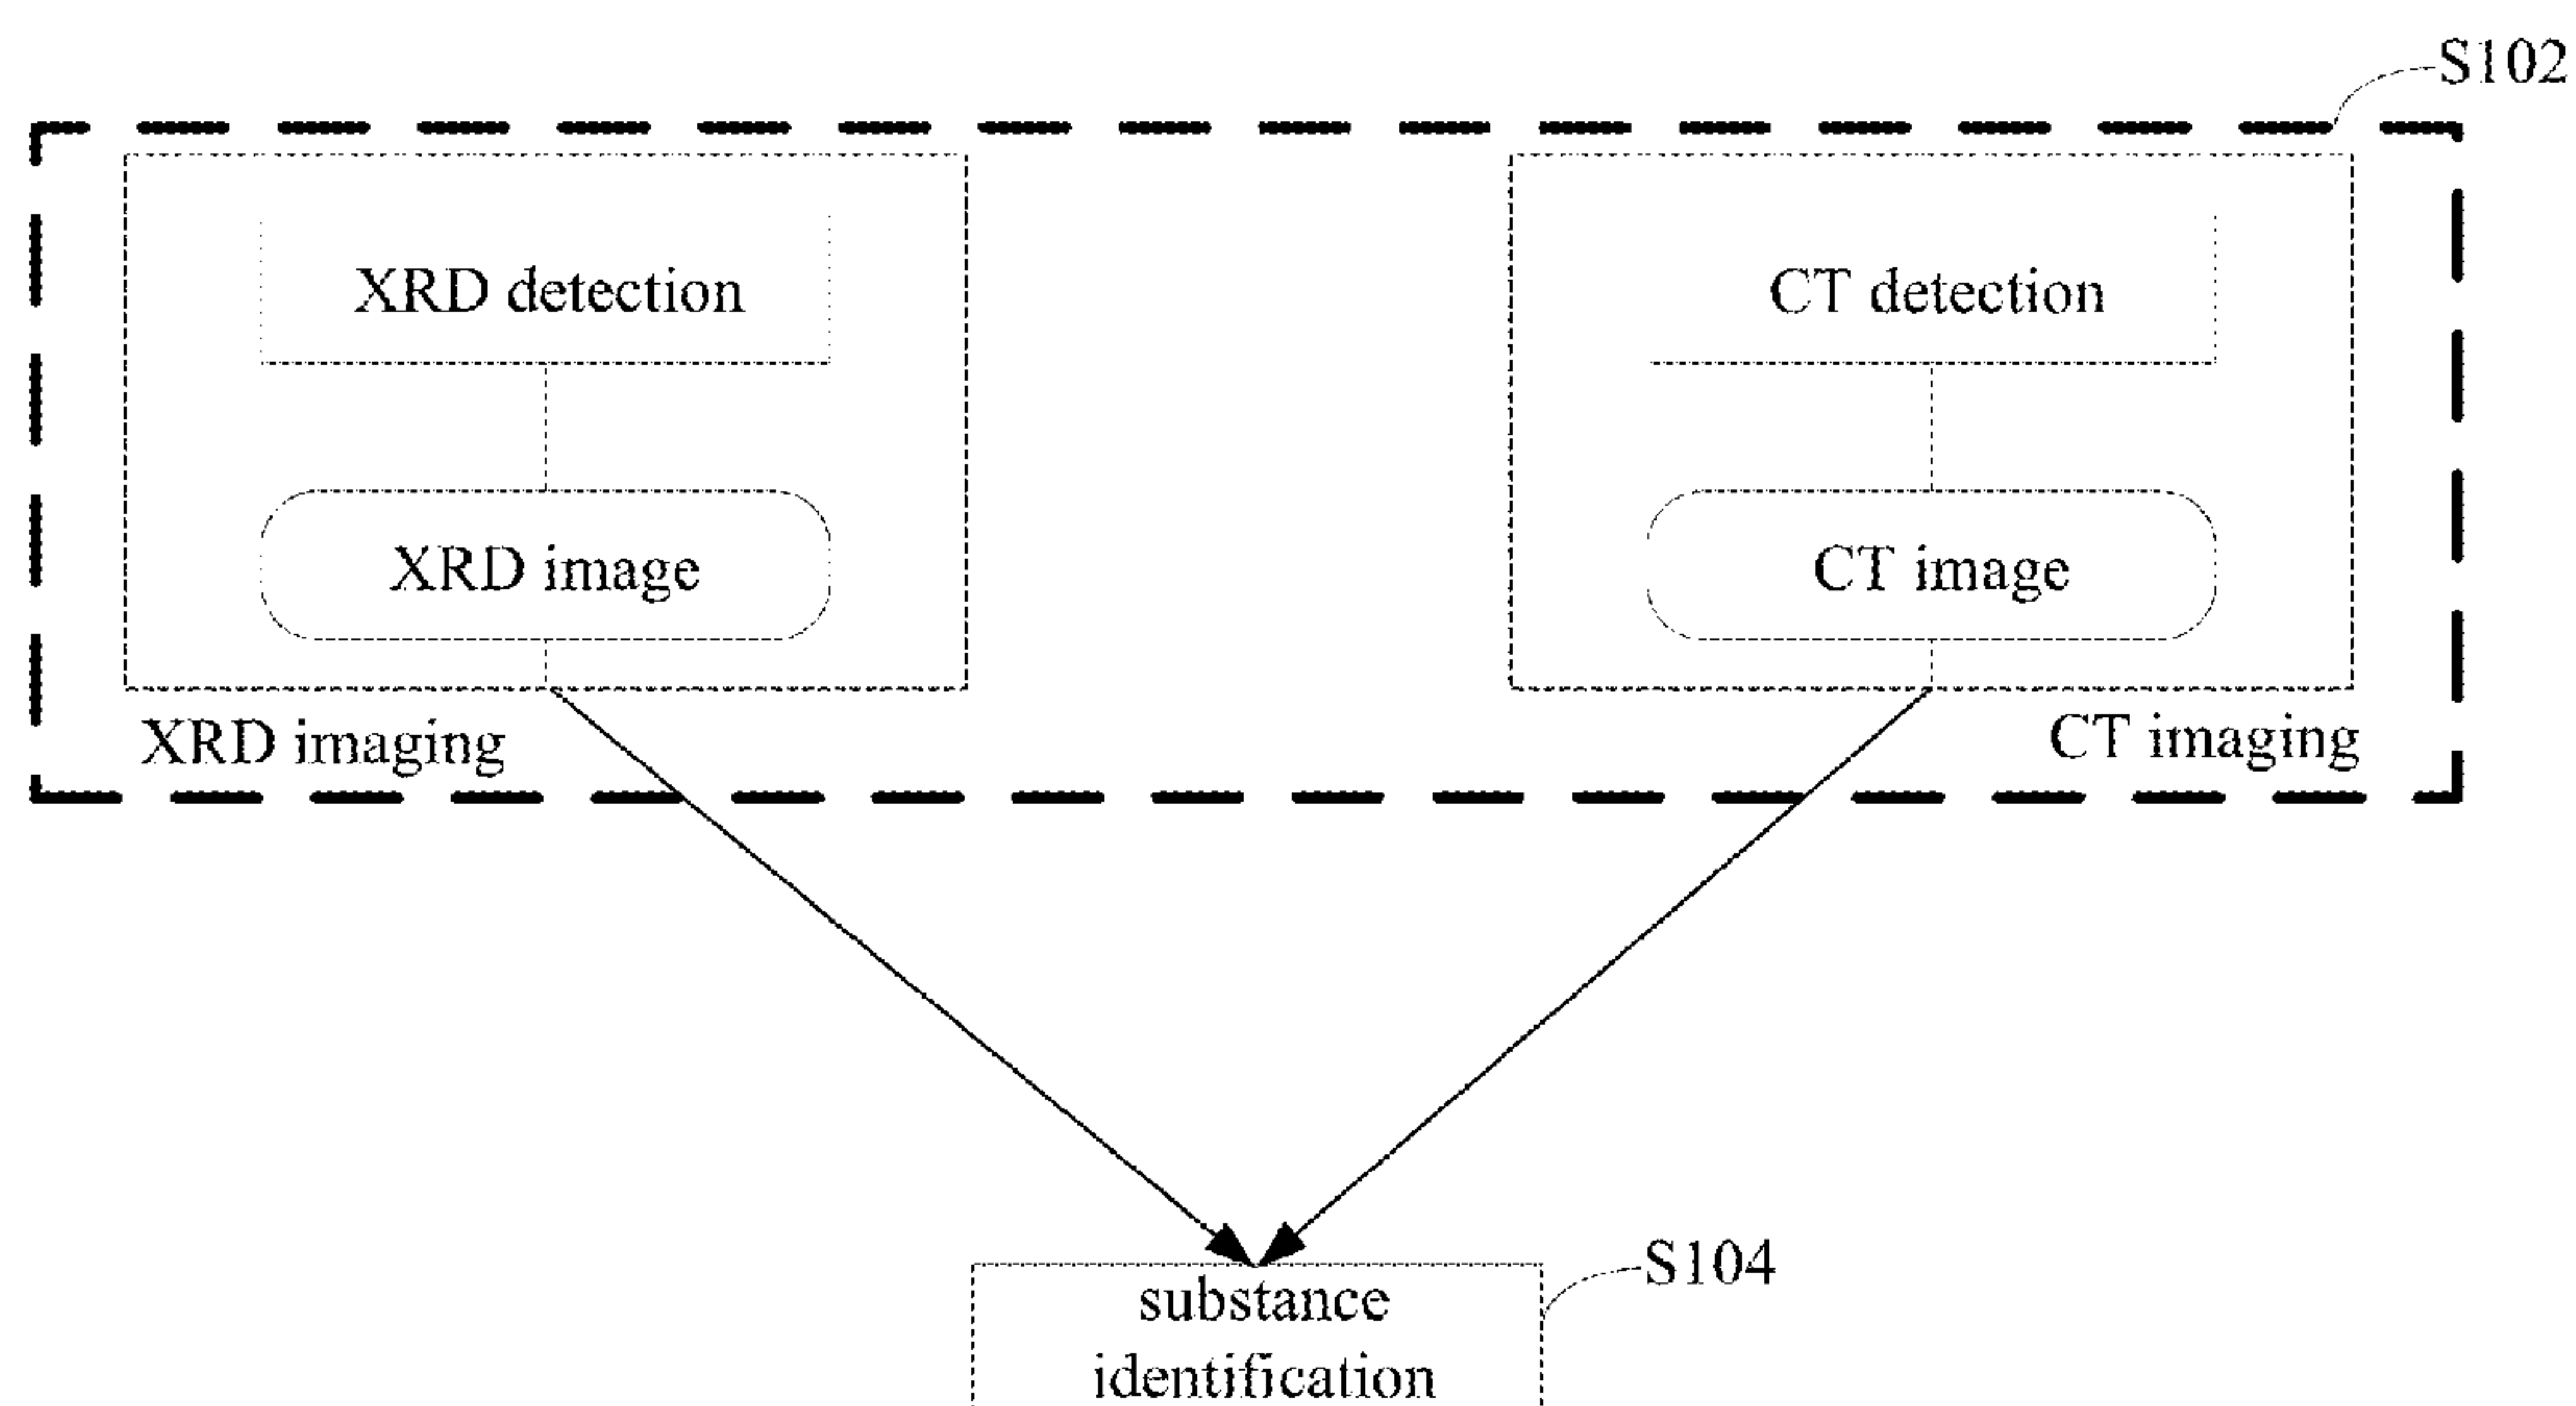 S102
XRD detection
CT detection
XRD image
CT image
XRD imaging
CT imaging
S104
substance
identification